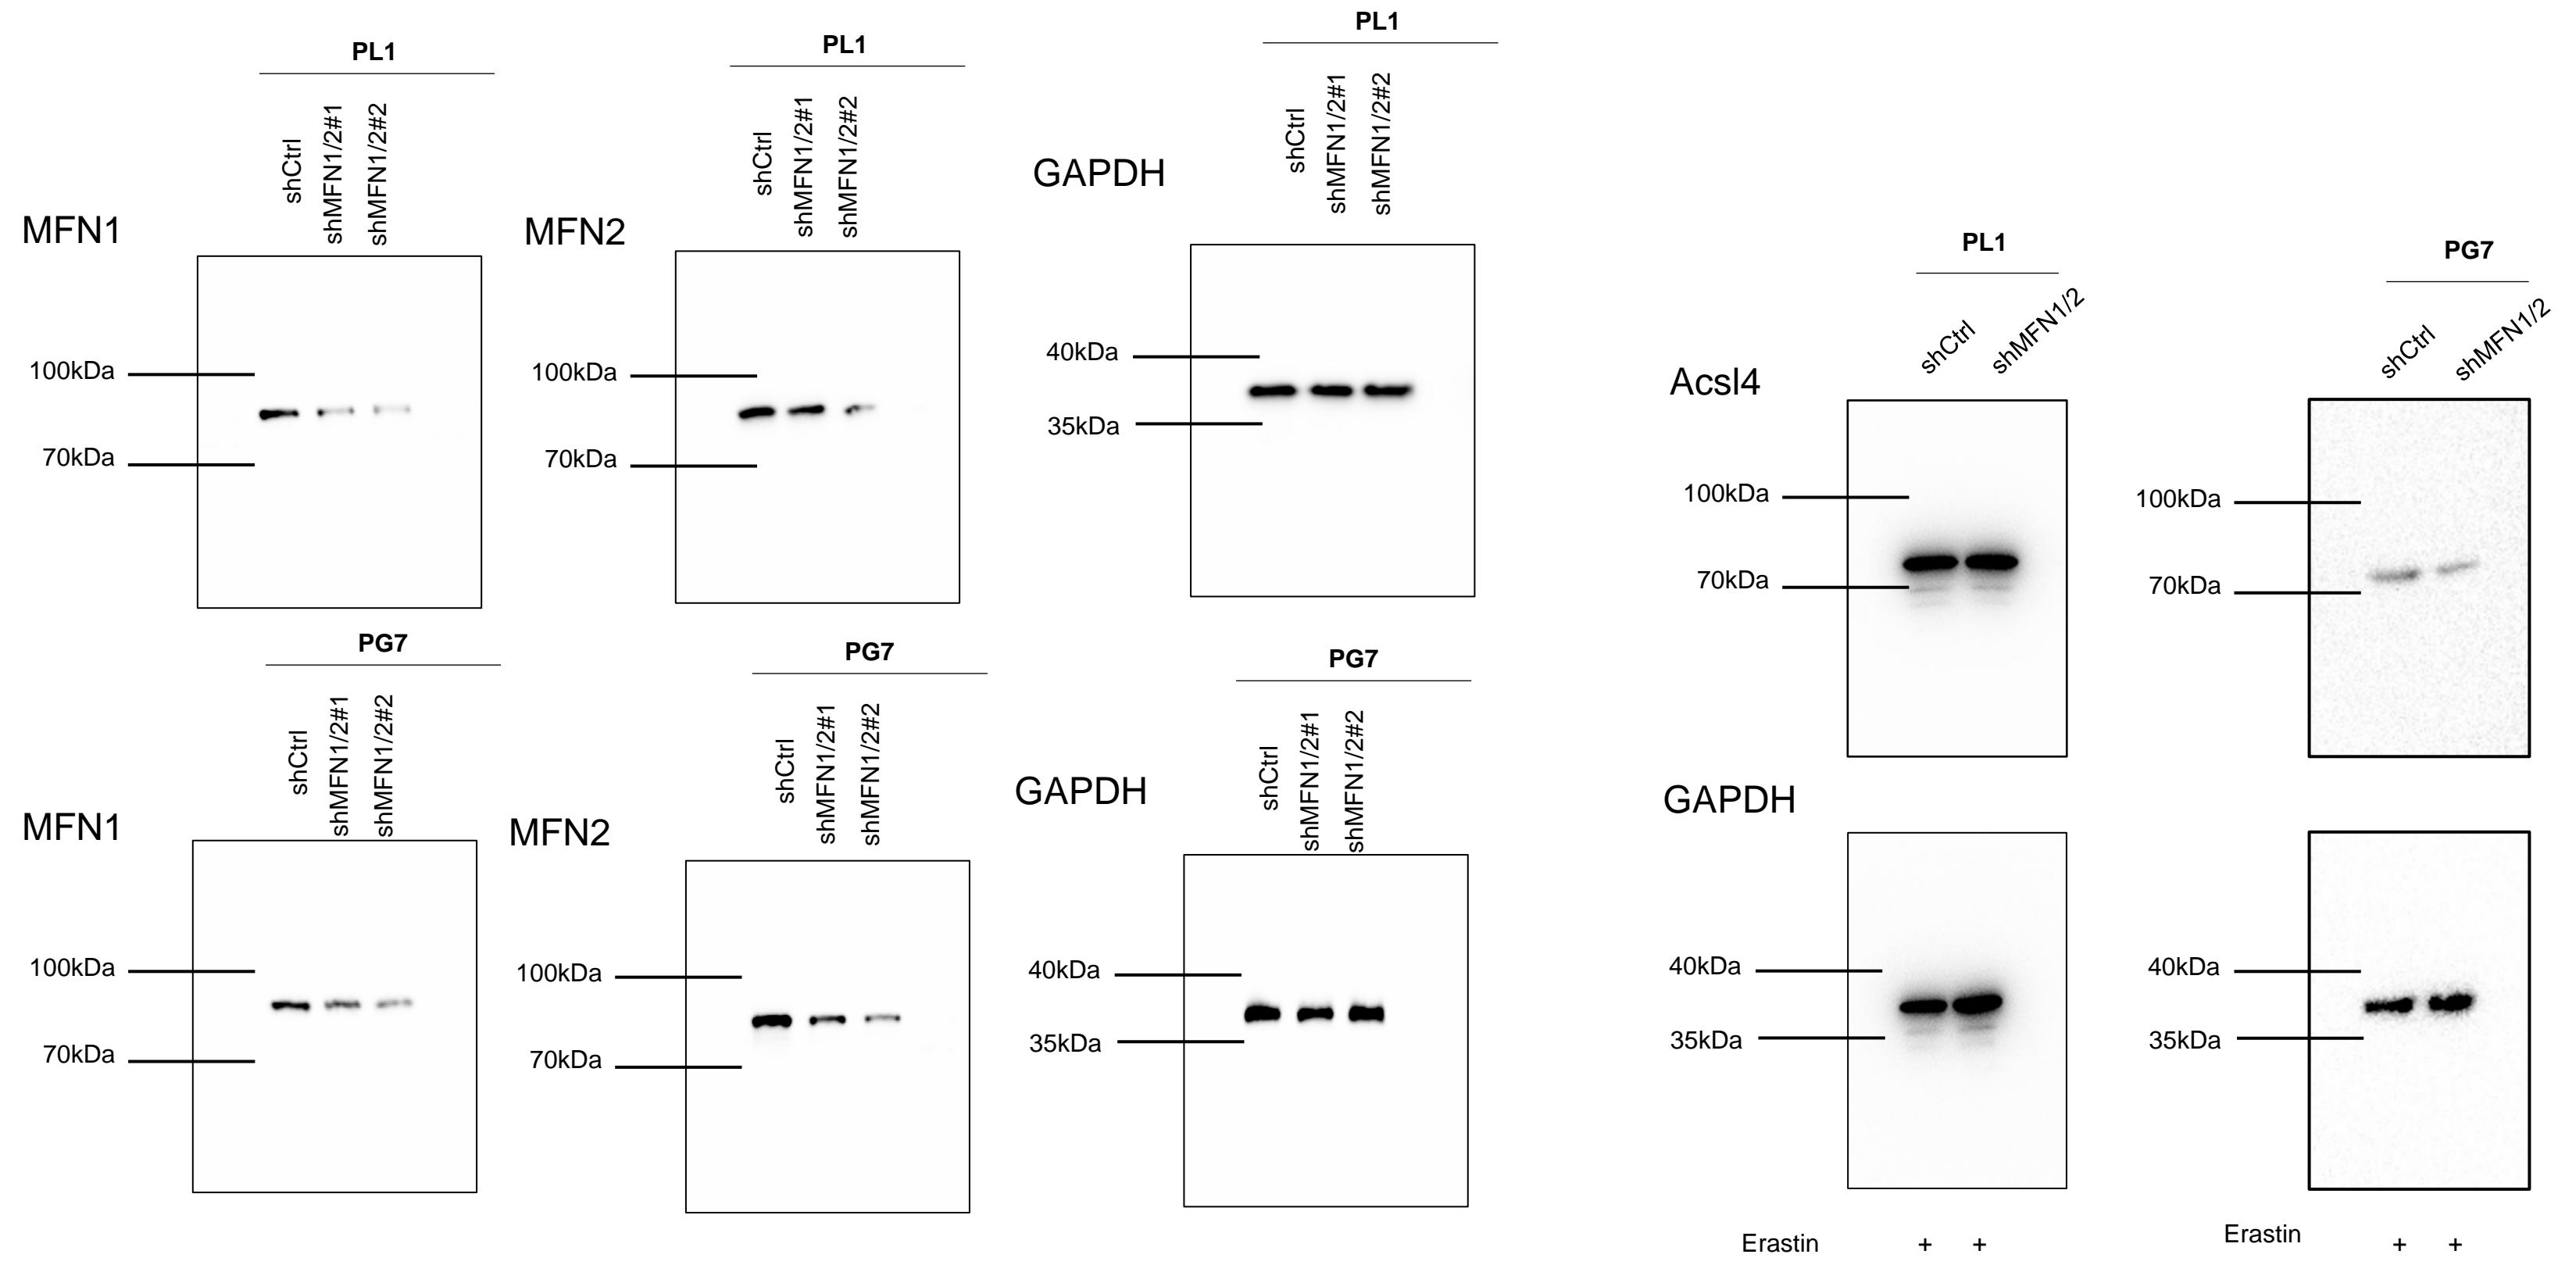 PL1
shCtrl
shMFN1/2#1
shMFN1/2#2
MFN1
100kDa
70kDa
PL1
shCtrl
shMFN1/2#1
shMFN1/2#2
MFN2
100kDa
70kDa
PL1
shCtrl
shMFN1/2#1
shMFN1/2#2
GAPDH
40kDa
35kDa
PG7
shCtrl
shMFN1/2#1
shMFN1/2#2
MFN1
100kDa
70kDa
PG7
shCtrl
shMFN1/2#1
shMFN1/2#2
MFN2
100kDa
70kDa
PG7
shCtrl
shMFN1/2#1
shMFN1/2#2
GAPDH
40kDa
35kDa
PL1
shCtrl
shMFN1/2
Acsl4
100kDa
70kDa
PG7
shCtrl
shMFN1/2
100kDa
70kDa
GAPDH
40kDa
35kDa
Erastin + +
40kDa
35kDa
Erastin + +